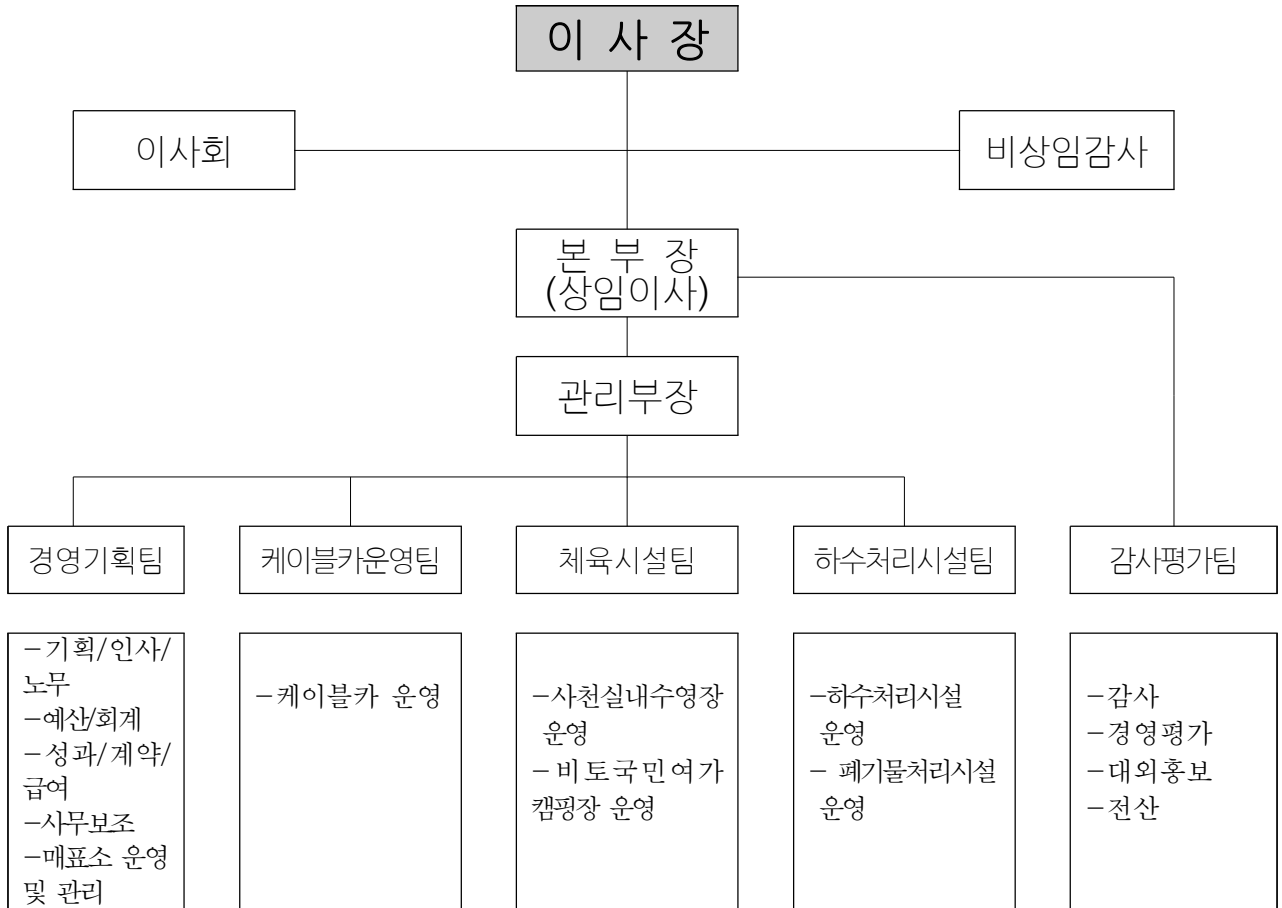 이 사 장
이사회
비상임감사
본 부 장
(상임이사)
관리부장
경영기획팀
케이블카운영팀
체육시설팀
하수처리시설팀
감사평가팀
-기획/인사/
노무
-예산/회계
-성과/계약/
급여
-사무보조
-매표소 운영
및 관리
-케이블카 운영
-사천실내수영장
운영
-비토국민여가
캠핑장 운영
-하수처리시설
운영
- 폐기물처리시설
운영
-감사
-경영평가
-대외홍보
-전산